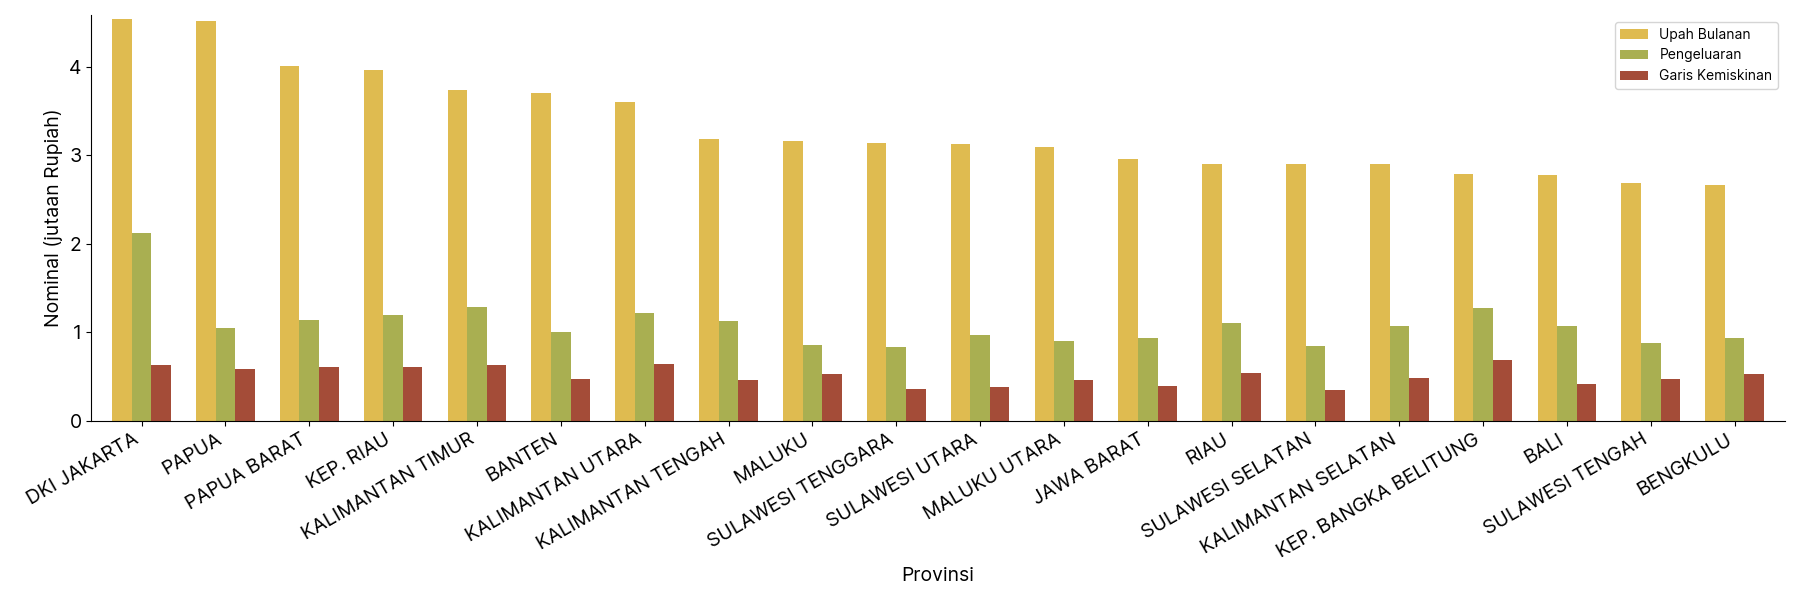 Upah Bulanan
Pengeluaran
Garis Kemiskinan
Nominal (jutaan Rupiah)
4
3
2
1
0
DKI JAKARTA
PAPUA
PAPUA BARAT
KEP. RIAU
KALIMANTAN TIMUR
BANTEN
KALIMANTAN UTARA
KALIMANTAN TENGAH
MALUKU
SULAWESI TENGGARA
SULAWESI UTARA
MALUKU UTARA
JAWA BARAT
RIAU
SULAWESI SELATAN
KALIMANTAN SELATAN
KEP. BANGKA BELITUNG
BALI
SULAWESI TENGAH
BENGKULU
Provinsi